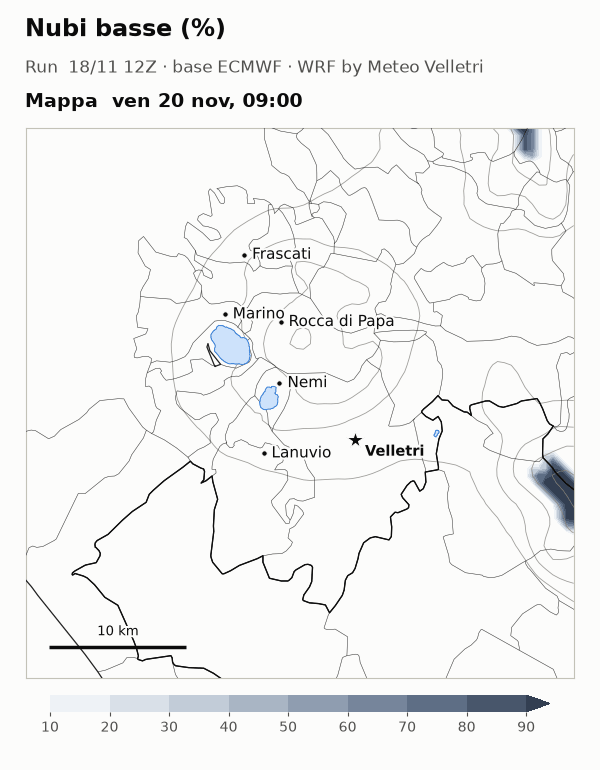 Nubi basse (%)
Run  18/11 12Z · base ECMWF · WRF by Meteo Velletri
Mappa  ven 20 nov, 09:00
Frascati
Marino
Rocca di Papa
Nemi
Velletri
Lanuvio
10 km
10 20 30 40 50 60 70 80 90